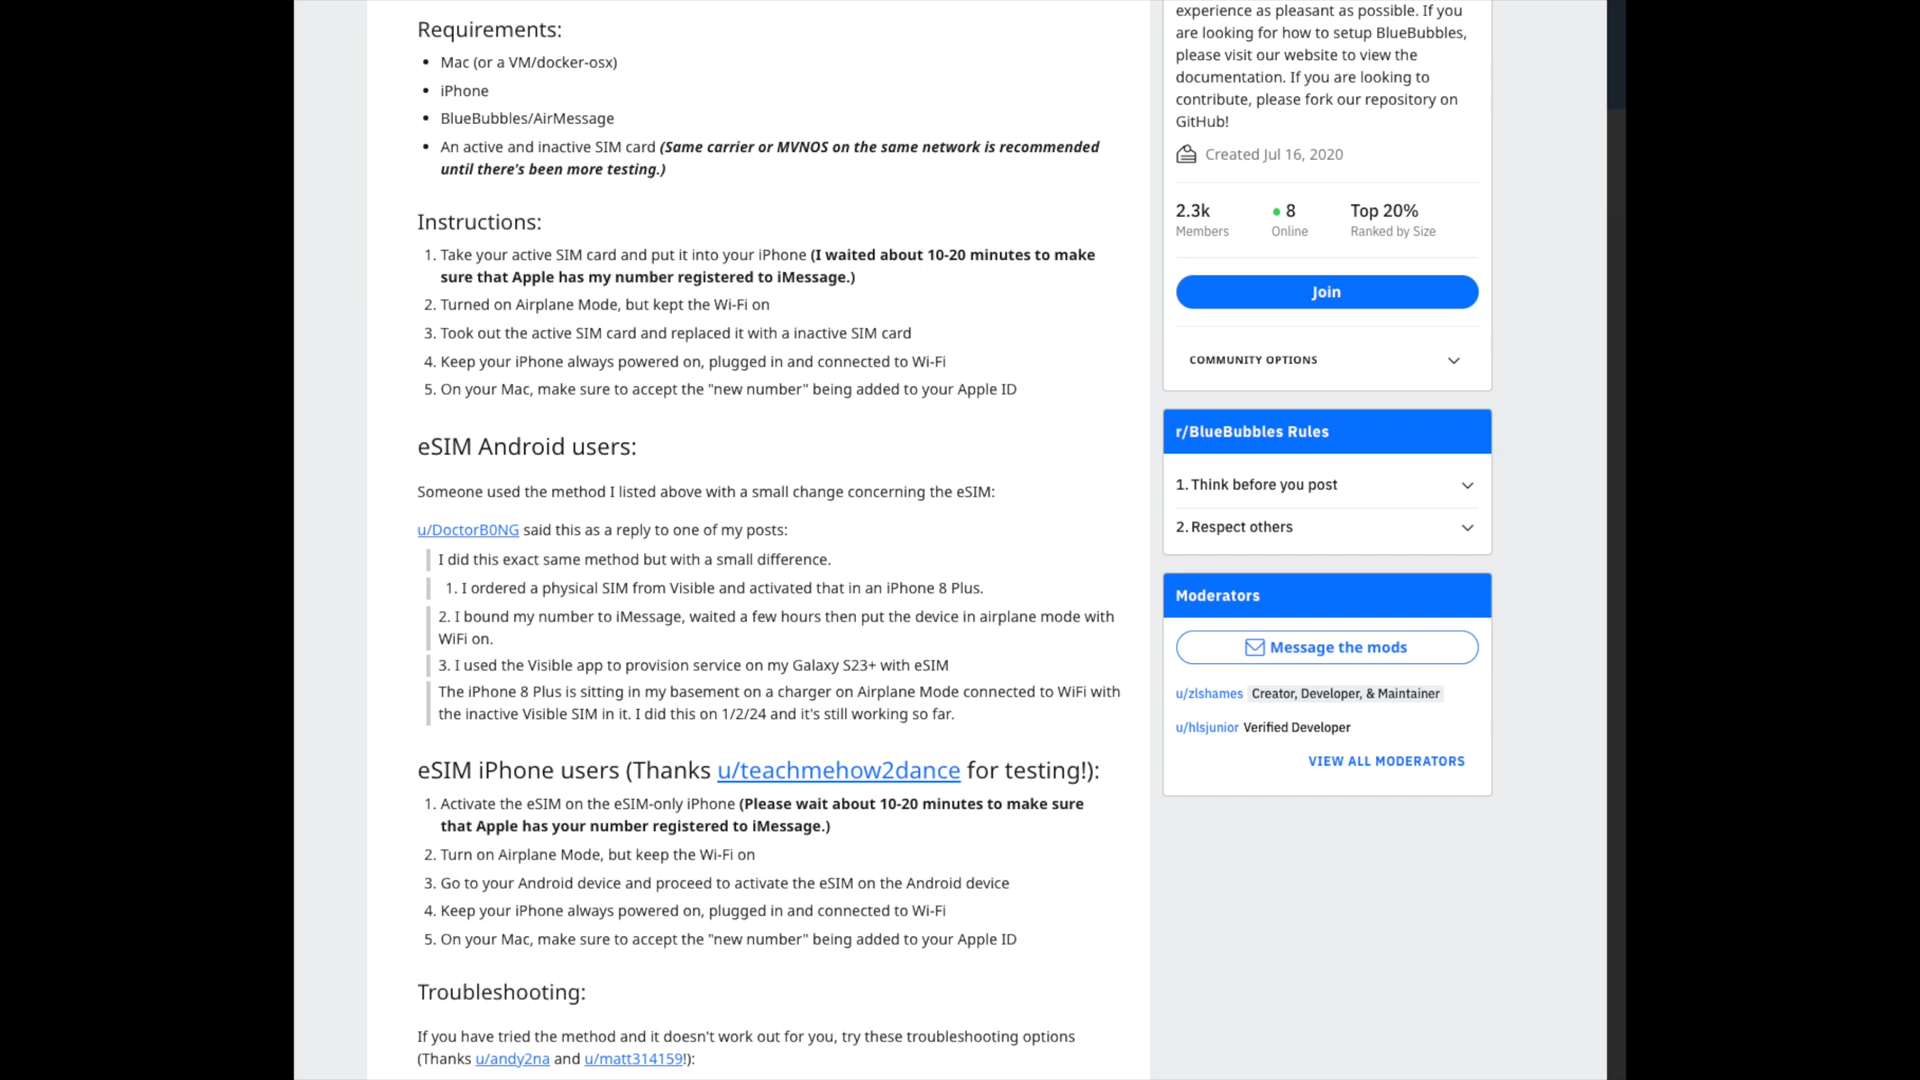 Requirements:
• Mac (or a VM/docker-osx)
• iPhone
• BlueBubbles/AirMessage
• An active and inactive SIM card (Same carrier or MVNOS on the same network is recommended
until there's been more testing.)
Instructions:
1. Take your active SIM card and put it into your iPhone (I waited about 10-20 minutes to make
sure that Apple has my number registered to iMessage.)
2. Turned on Airplane Mode, but kept the Wi-Fi on
3. Took out the active SIM card and replaced it with a inactive SIM card
4. Keep your iPhone always powered on, plugged in and connected to Wi-Fi
5. On your Mac, make sure to accept the "new number" being added to your Apple ID
eSIM Android users:
Someone used the method I listed above with a small change concerning the eSIM:
u/DoctorB0NG said this as a reply to one of my posts:
I did this exact same method but with a small difference.
1. I ordered a physical SIM from Visible and activated that in an iPhone 8 Plus.
2. I bound my number to iMessage, waited a few hours then put the device in airplane mode with
WiFi on.
3. I used the Visible app to provision service on my Galaxy S23+ with eSIM
The iPhone 8 Plus is sitting in my basement on a charger on Airplane Mode connected to WiFi with
the inactive Visible SIM in it. I did this on 1/2/24 and it's still working so far.
eSIM iPhone users (Thanks u/teachmehow2dance for testing!):
1. Activate the eSIM on the eSIM-only iPhone (Please wait about 10-20 minutes to make sure
that Apple has your number registered to iMessage.)
2. Turn on Airplane Mode, but keep the Wi-Fi on
3. Go to your Android device and proceed to activate the eSIM on the Android device
4. Keep your iPhone always powered on, plugged in and connected to Wi-Fi
5. On your Mac, make sure to accept the "new number" being added to your Apple ID
Troubleshooting:
If you have tried the method and it doesn't work out for you, try these troubleshooting options
(Thanks u/andy2na and u/matt314159!):
experience as pleasant as possible. If you
are looking for how to setup BlueBubbles,
please visit our website to view the
documentation. If you are looking to
contribute, please fork our repository on
GitHub!
Created Jul 16, 2020
2.3k 8 Top 20%
Members Online Ranked by Size
Join
COMMUNITY OPTIONS
r/BlueBubbles Rules
1. Think before you post
2. Respect others
Moderators
Message the mods
u/zlshames Creator, Developer, & Maintainer
u/hlsjunior Verified Developer
VIEW ALL MODERATORS